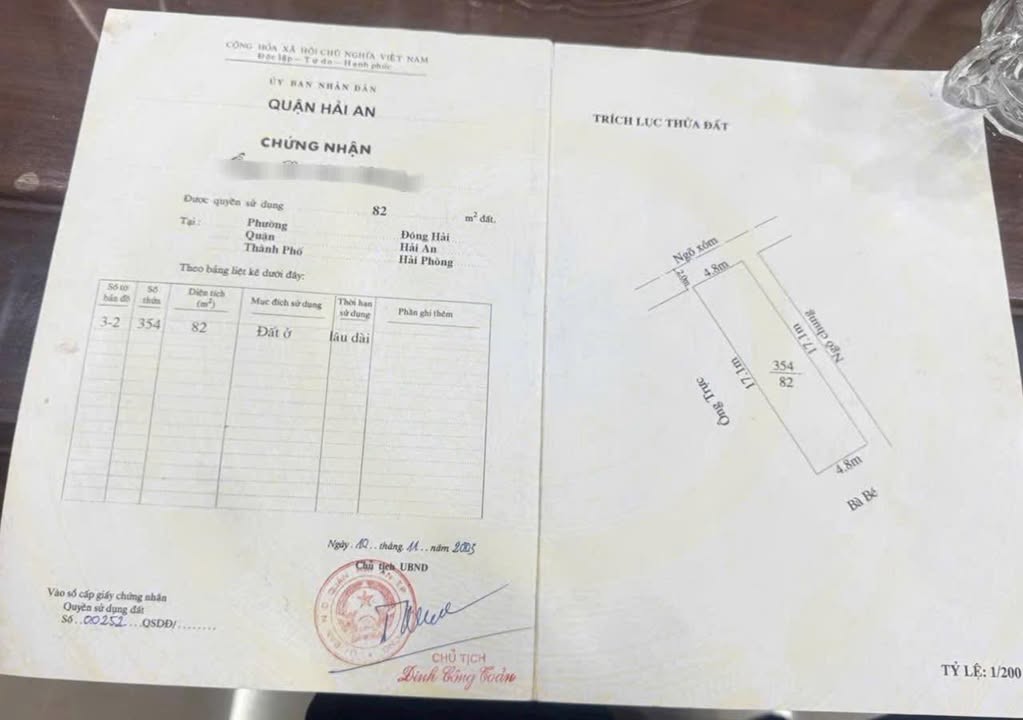 CỘNG HÒA XÃ HỘI CHỦ NGHĨA VIỆT NAM
Độc lập - Tự do - Hạnh phúc
ỦY BAN NHÂN DÂN
QUẬN HẢI AN
CHỨNG NHẬN
Được quyền sử dụng 82 m² đất.
Tại: Phường Đông Hải
Quận Hải An
Thành Phố Hải Phòng
Theo bảng liệt kê dưới đây:
Số tờ bản đồ Số thửa Diện tích (m²) Mục đích sử dụng Thời hạn sử dụng Phần ghi thêm
3-2 354 82 Đất ở lâu dài
Ngày 10 tháng 11 năm 2003
Chủ tịch UBND
Vào sổ cấp giấy chứng nhận
Quyền sử dụng đất
Số 00252 QSDĐ/
CHỦ TỊCH
Đinh Công Toản
TRÍCH LỤC THỬA ĐẤT
Ngõ xóm
2.0m
4.8m
Ngõ chung
17.1m
354
82
17.1m
Ông Trực
4.8m
Bà Bé
TỶ LỆ: 1/200